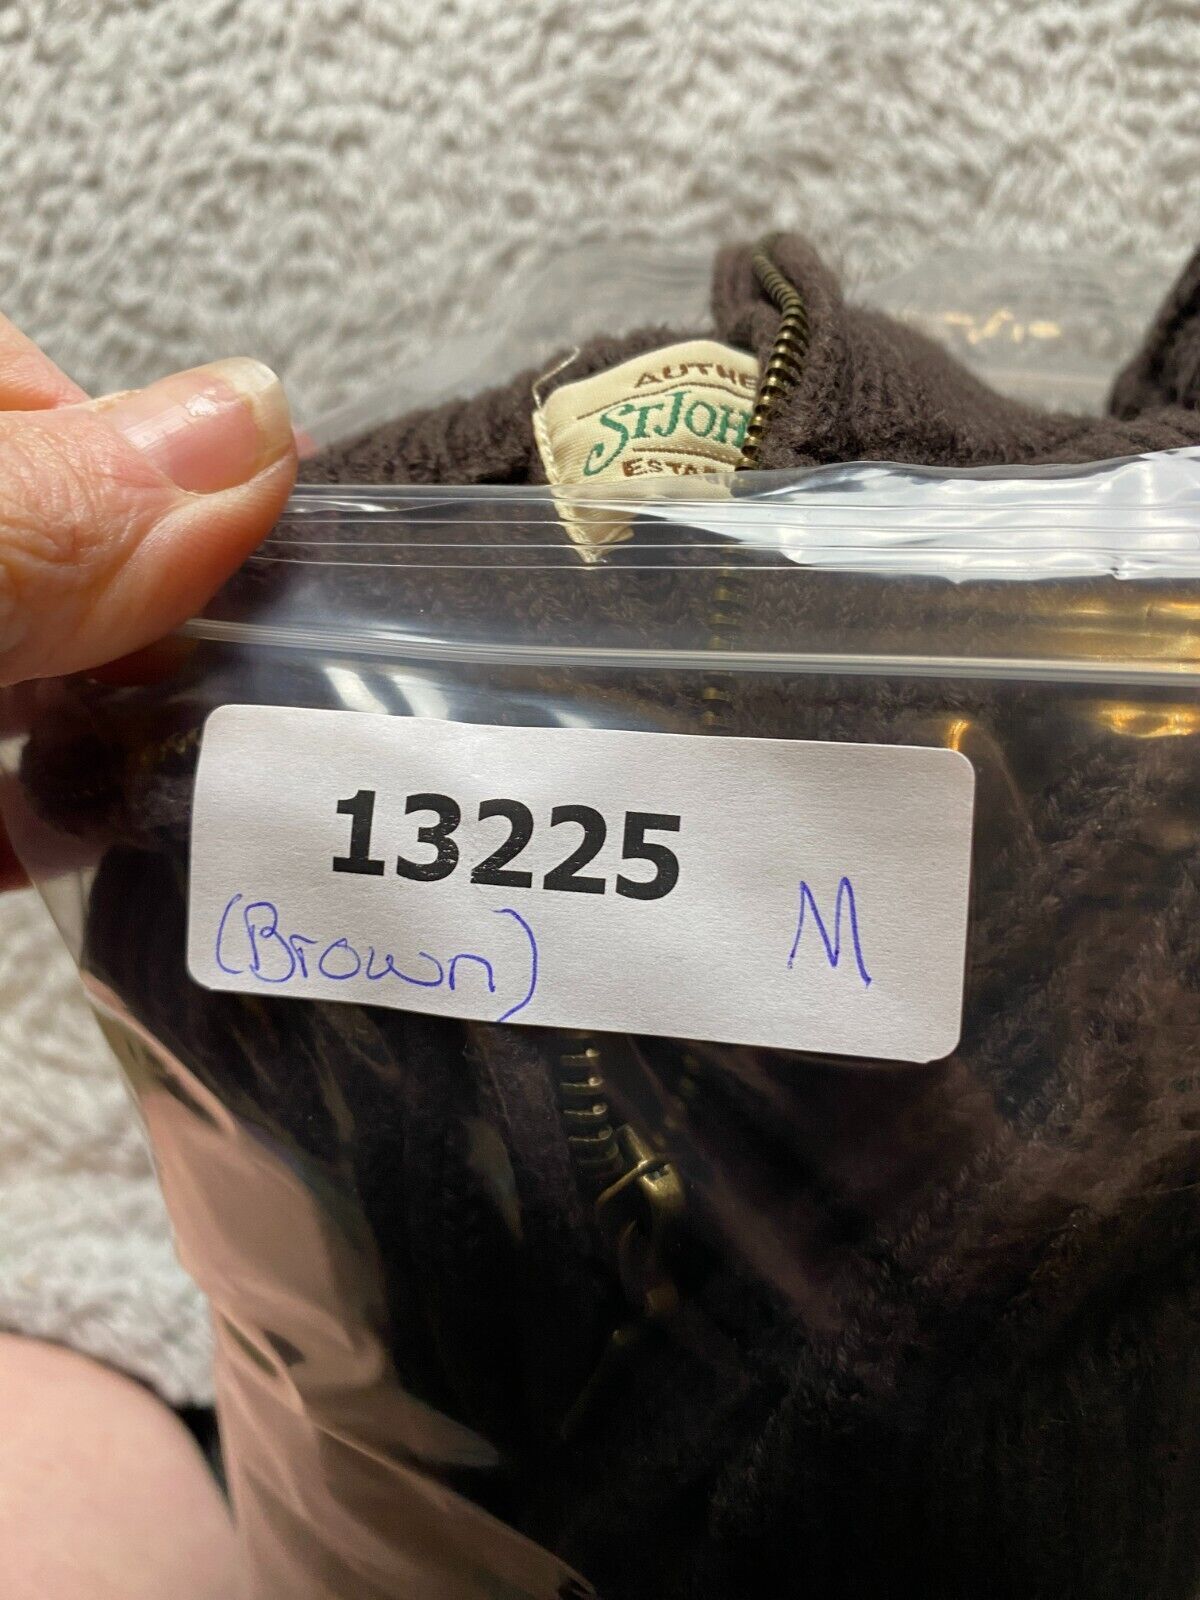 AUTHE
STJOH
ESTA
13225
(Brown) M